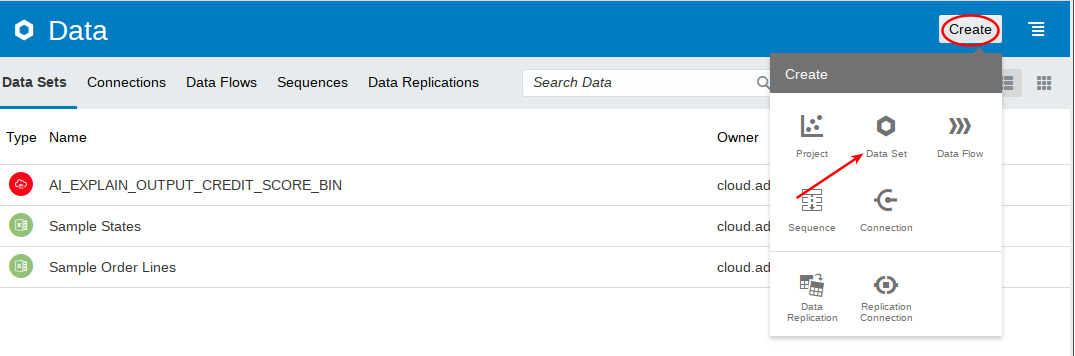 Data
Create
Data Sets Connections Data Flows Sequences Data Replications Search Data
Create
Type Name Owner
Project Data Set Data Flow
AI_EXPLAIN_OUTPUT_CREDIT_SCORE_BIN cloud.ad
Sample States cloud.ad
Sequence Connection
Sample Order Lines cloud.ad
Data Replication
Replication Connection